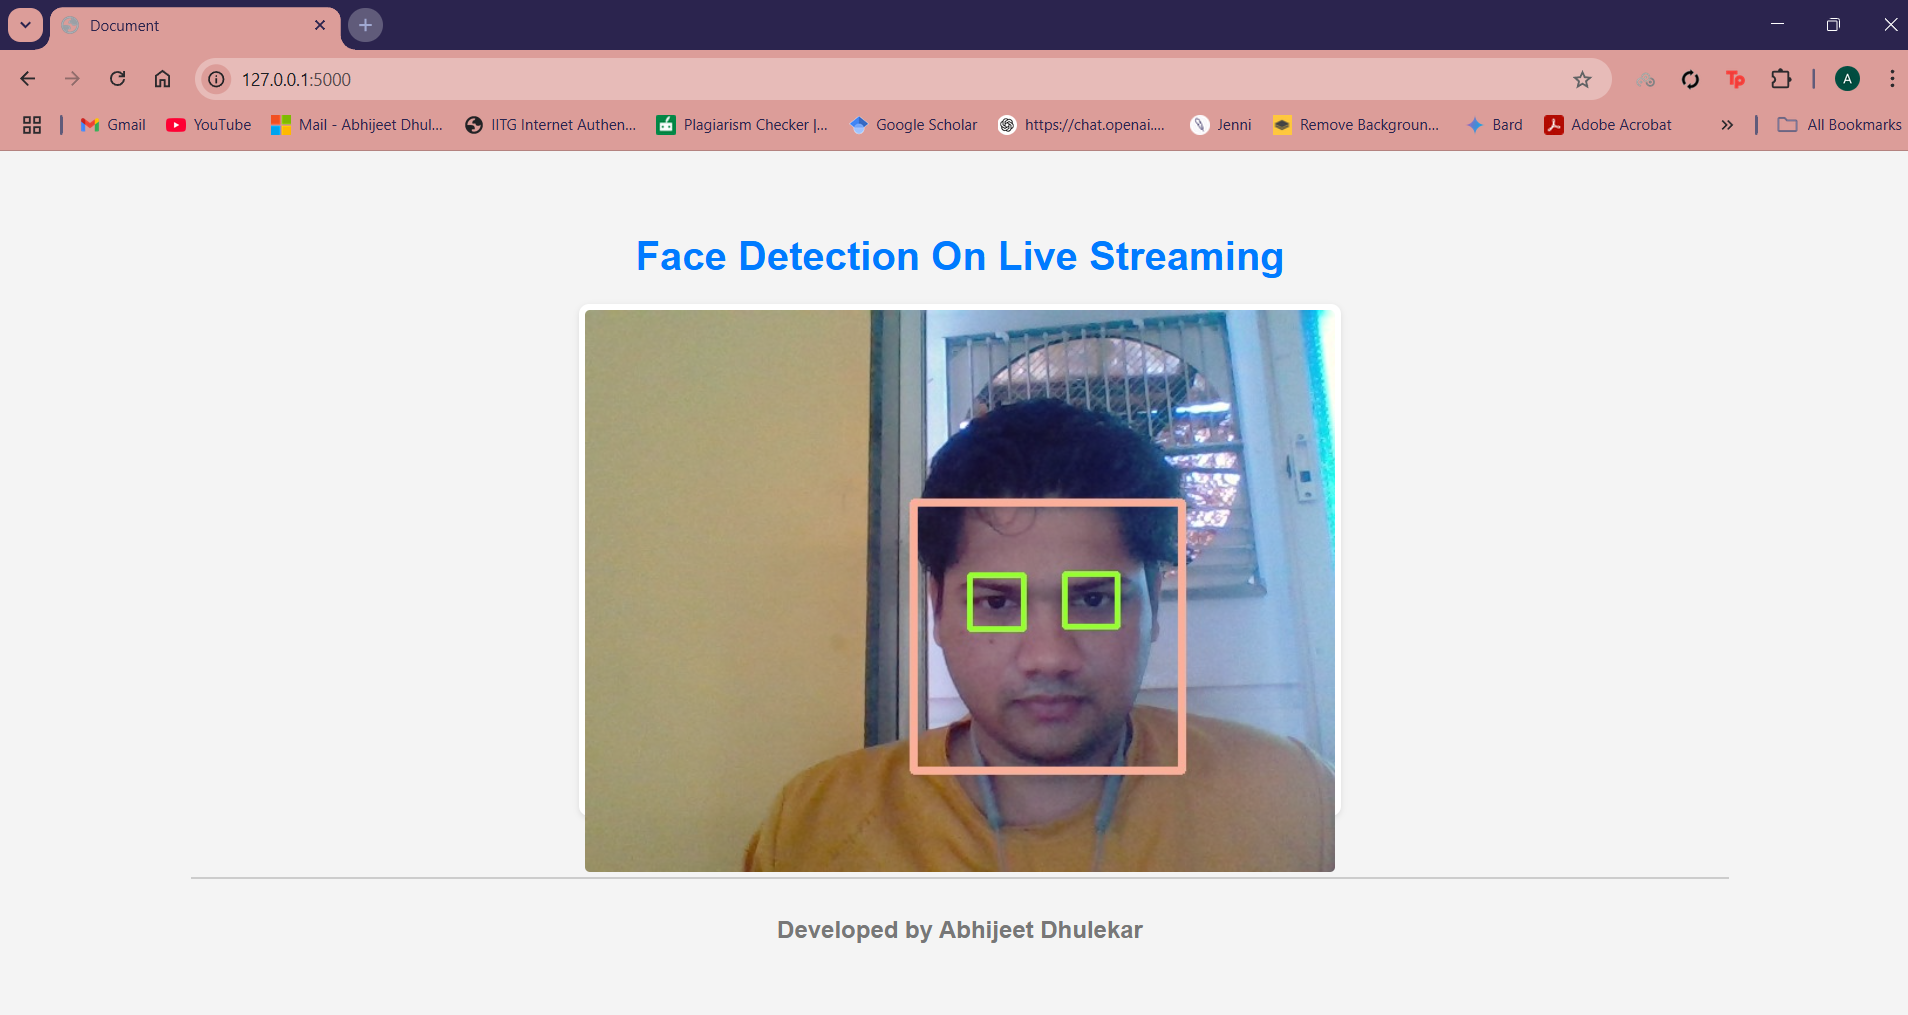 Document
127.0.0.1:5000
Gmail YouTube Mail - Abhijeet Dhul... IITG Internet Authen... Plagiarism Checker |... Google Scholar https://chat.openai.... Jenni Remove Backgroun... Bard Adobe Acrobat » All Bookmarks
Tp
A
Face Detection On Live Streaming
Developed by Abhijeet Dhulekar